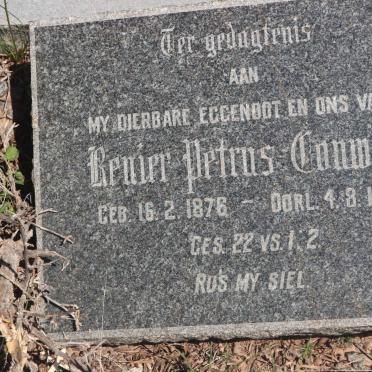 Ter gedagtenis
AAN
MY DIERBARE EGGENOOT EN ONS
Renier Petrus
GEB. 16.2.1876 – OORL. 4.8.
GES. 22 VS. 1, 2.
RUS MY SIEL.